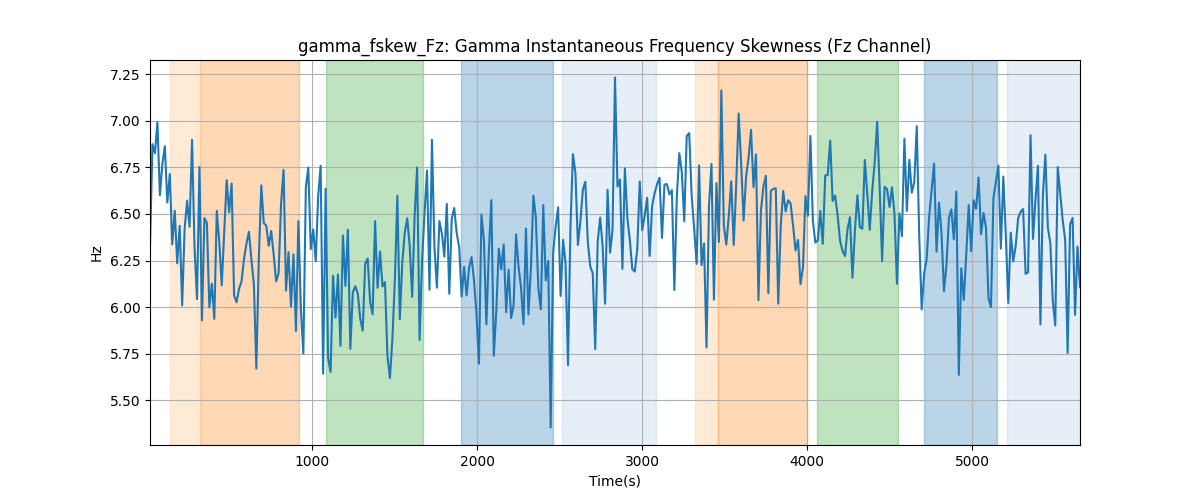 gamma_fskew_Fz: Gamma Instantaneous Frequency Skewness (Fz Channel)
7.25
7.00
6.75
6.50
6.25
6.00
5.75
5.50
Hz
1000 2000 3000 4000 5000
Time(s)